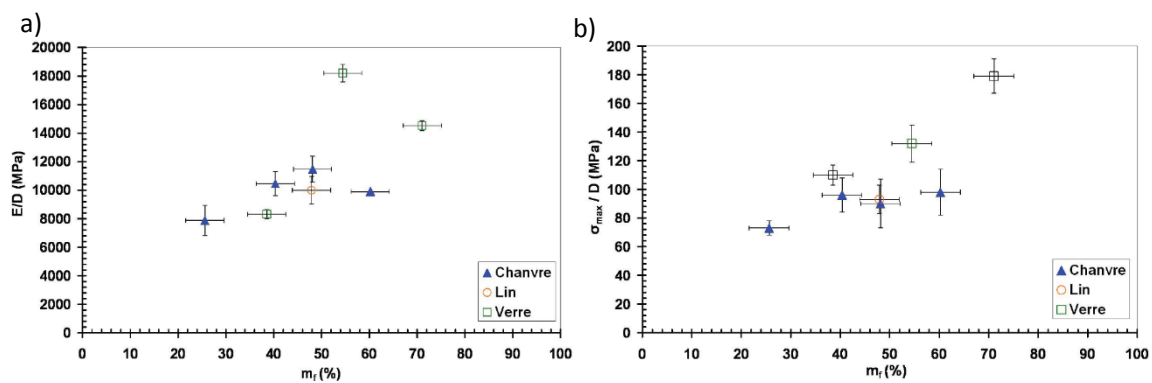 a)
E/D (MPa)
20000
18000
16000
14000
12000
10000
8000
6000
4000
2000
0
0 10 20 30 40 50 60 70 80 90 100
m_f (%)
Chanvre
Lin
Verre
b)
σ_max / D (MPa)
200
180
160
140
120
100
80
60
40
20
0
0 10 20 30 40 50 60 70 80 90 100
m_f (%)
Chanvre
Lin
Verre